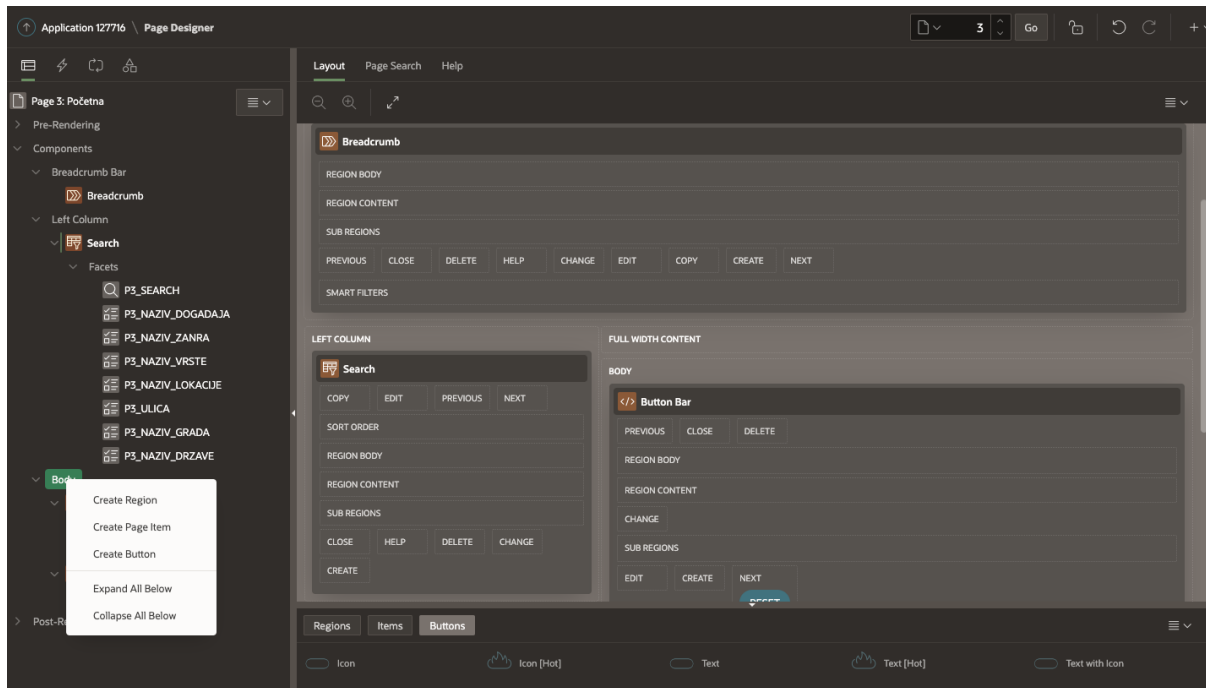 Application 127716 \ Page Designer
3
Go
Page 3: Početna
Pre-Rendering
Components
Breadcrumb Bar
Breadcrumb
Left Column
Search
Facets
P3_SEARCH
P3_NAZIV_DOGADAJA
P3_NAZIV_ZANRA
P3_NAZIV_VRSTE
P3_NAZIV_LOKACIJE
P3_ULICA
P3_NAZIV_GRADA
P3_NAZIV_DRZAVE
Body
Create Region
Create Page Item
Create Button
Expand All Below
Collapse All Below
Layout Page Search Help
Breadcrumb
REGION BODY
REGION CONTENT
SUB REGIONS
PREVIOUS CLOSE DELETE HELP CHANGE EDIT COPY CREATE NEXT
SMART FILTERS
LEFT COLUMN
Search
COPY EDIT PREVIOUS NEXT
SORT ORDER
REGION BODY
REGION CONTENT
SUB REGIONS
CLOSE HELP DELETE CHANGE
CREATE
FULL WIDTH CONTENT
BODY
Button Bar
PREVIOUS CLOSE DELETE
REGION BODY
REGION CONTENT
CHANGE
SUB REGIONS
EDIT CREATE NEXT
Regions Items Buttons
Icon Icon [Hot] Text Text [Hot] Text with Icon